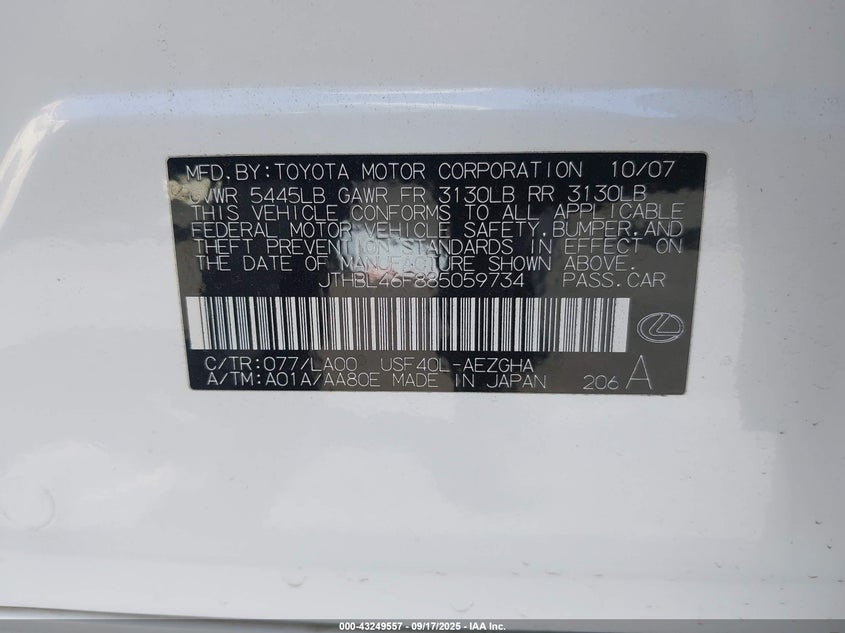 MFD.BY:TOYOTA MOTOR CORPORATION 10/07
GVWR 5445LB GAWR FR 3130LB RR 3130LB
THIS VEHICLE CONFORMS TO ALL APPLICABLE
FEDERAL MOTOR VEHICLE SAFETY,BUMPER,AND
THEFT PREVENTION STANDARDS IN EFFECT ON
THE DATE OF MANUFACTURE SHOWN ABOVE.
JTHBL46F885059734 PASS.CAR
C/TR:077/LA00 USF40L-AEZGHA
A/TM:A01A/AA80E MADE IN JAPAN 206 A
000-43249557 - 09/17/2025 - IAA Inc.